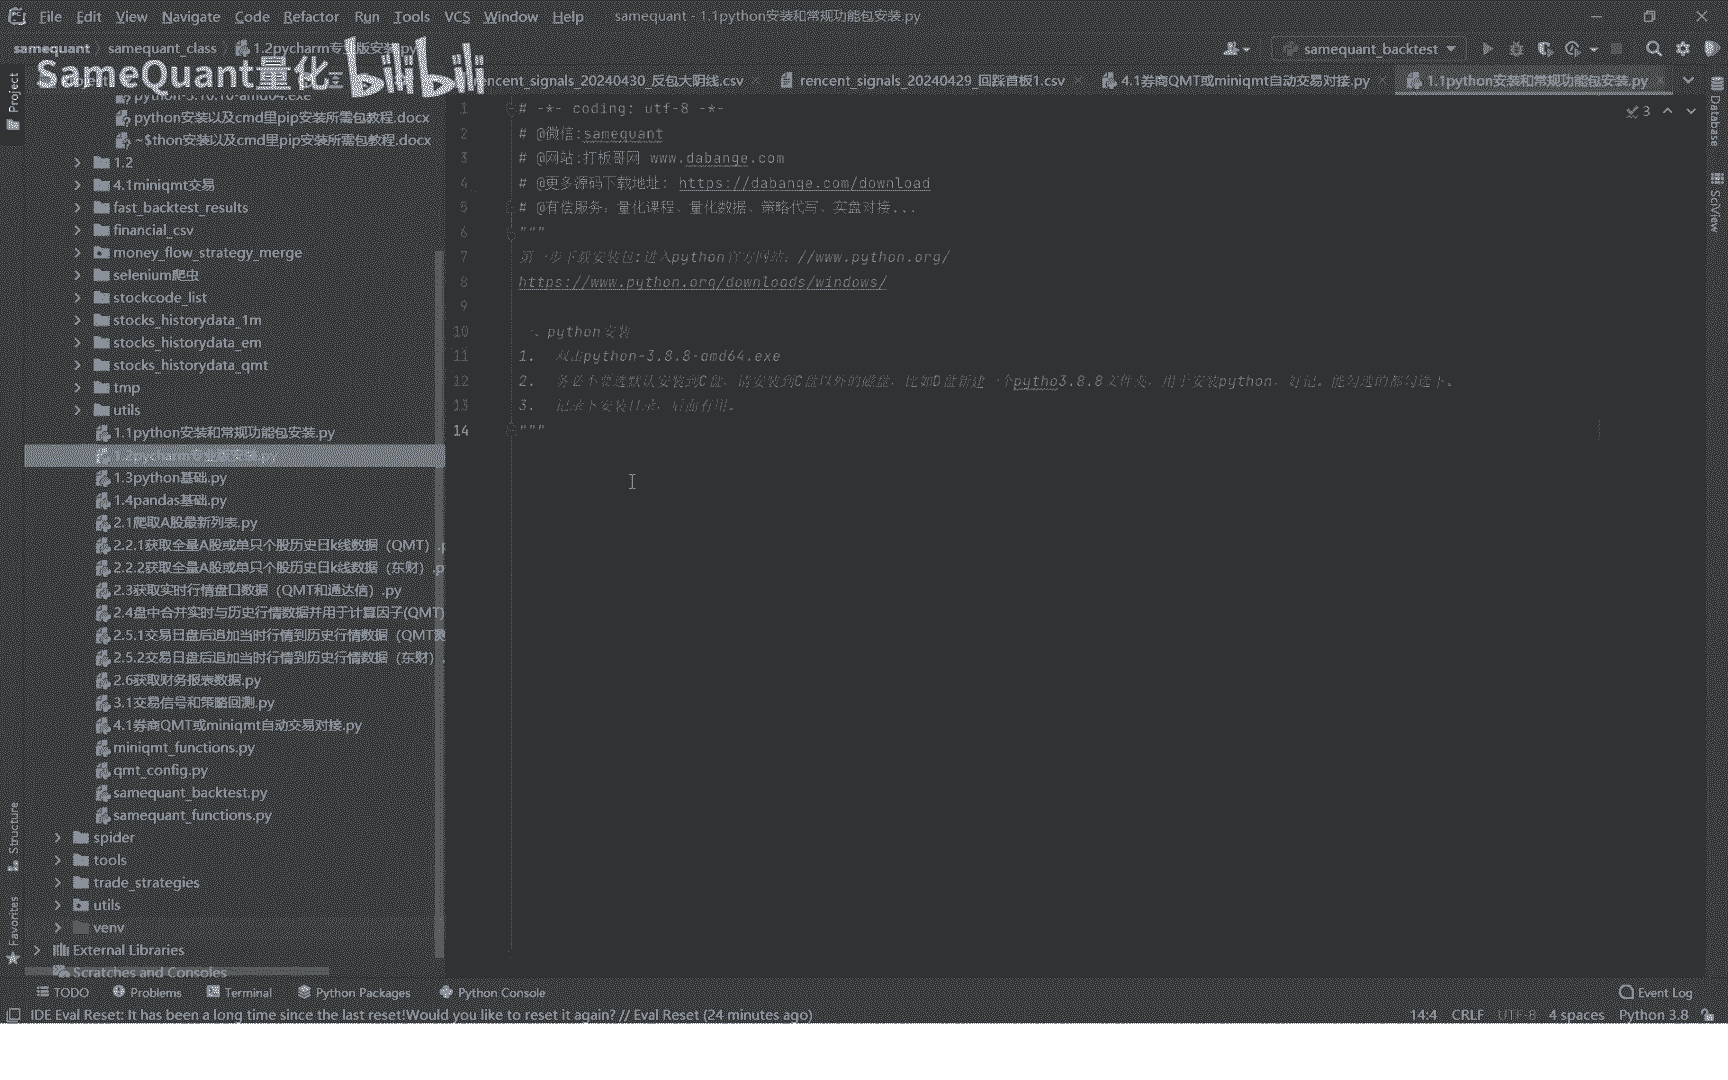 File Edit View Navigate Code Refactor Run Tools VCS Window Help samequant - 1.1python安装和常规功能包安装.py
samequant samequant_class 1.2pycharm专业版安装.py samequant_backtest
SameQuant量化 bilibili
rencent_signals_20240430_反包大阴线.csv rencent_signals_20240429_回踩首板1.csv 4.1券商QMT或miniqmt自动交易对接.py 1.1python安装和常规功能包安装.py
Project
python-3.10.10-amd64.exe
python安装以及cmd里pip安装所需包教程.docx
~$thon安装以及cmd里pip安装所需包教程.docx
1.2
4.1miniqmt交易
fast_backtest_results
financial_csv
money_flow_strategy_merge
selenium爬虫
stockcode_list
stocks_historydata_1m
stocks_historydata_em
stocks_historydata_qmt
tmp
utils
1.1python安装和常规功能包安装.py
1.2pycharm专业版安装.py
1.3python基础.py
1.4pandas基础.py
2.1爬取A股最新列表.py
2.2.1获取全量A股或单只个股历史日k线数据（QMT）.p
2.2.2获取全量A股或单只个股历史日k线数据（东财）.p
2.3获取实时行情盘口数据（QMT和通达信）.py
2.4盘中合并实时与历史行情数据并用于计算因子(QMT)
2.5.1交易日盘后追加当时行情到历史行情数据（QMT
2.5.2交易日盘后追加当时行情到历史行情数据（东财）.
2.6获取财务报表数据.py
3.1交易信号和策略回测.py
4.1券商QMT或miniqmt自动交易对接.py
miniqmt_functions.py
qmt_config.py
samequant_backtest.py
samequant_functions.py
spider
tools
trade_strategies
utils
venv
External Libraries
Scratches and Consoles
Structure
Favorites
1 # -*- coding: utf-8 -*-
2 # @微信:samequant
3 # @网站:打板哥网 www.dabange.com
4 # @更多源码下载地址: https://dabange.com/download
5 # @有偿服务：量化课程、量化数据、策略代写、实盘对接...
6 """
7 第一步下载安装包:进入python官方网站：//www.python.org/
8 https://www.python.org/downloads/windows/
9
10 一、python安装
11 1. 双击python-3.8.8-amd64.exe
12 2. 务必不要选默认安装到C盘，请安装到C盘以外的磁盘，比如D盘新建一个pytho3.8.8文件夹，用于安装python，好记。能勾选的都勾选下。
13 3. 记录下安装目录，后面有用。
14 """
3
Database
SciView
TODO Problems Terminal Python Packages Python Console Event Log
IDE Eval Reset: It has been a long time since the last reset!Would you like to reset it again? // Eval Reset (24 minutes ago) 14:4 CRLF UTF-8 4 spaces Python 3.8